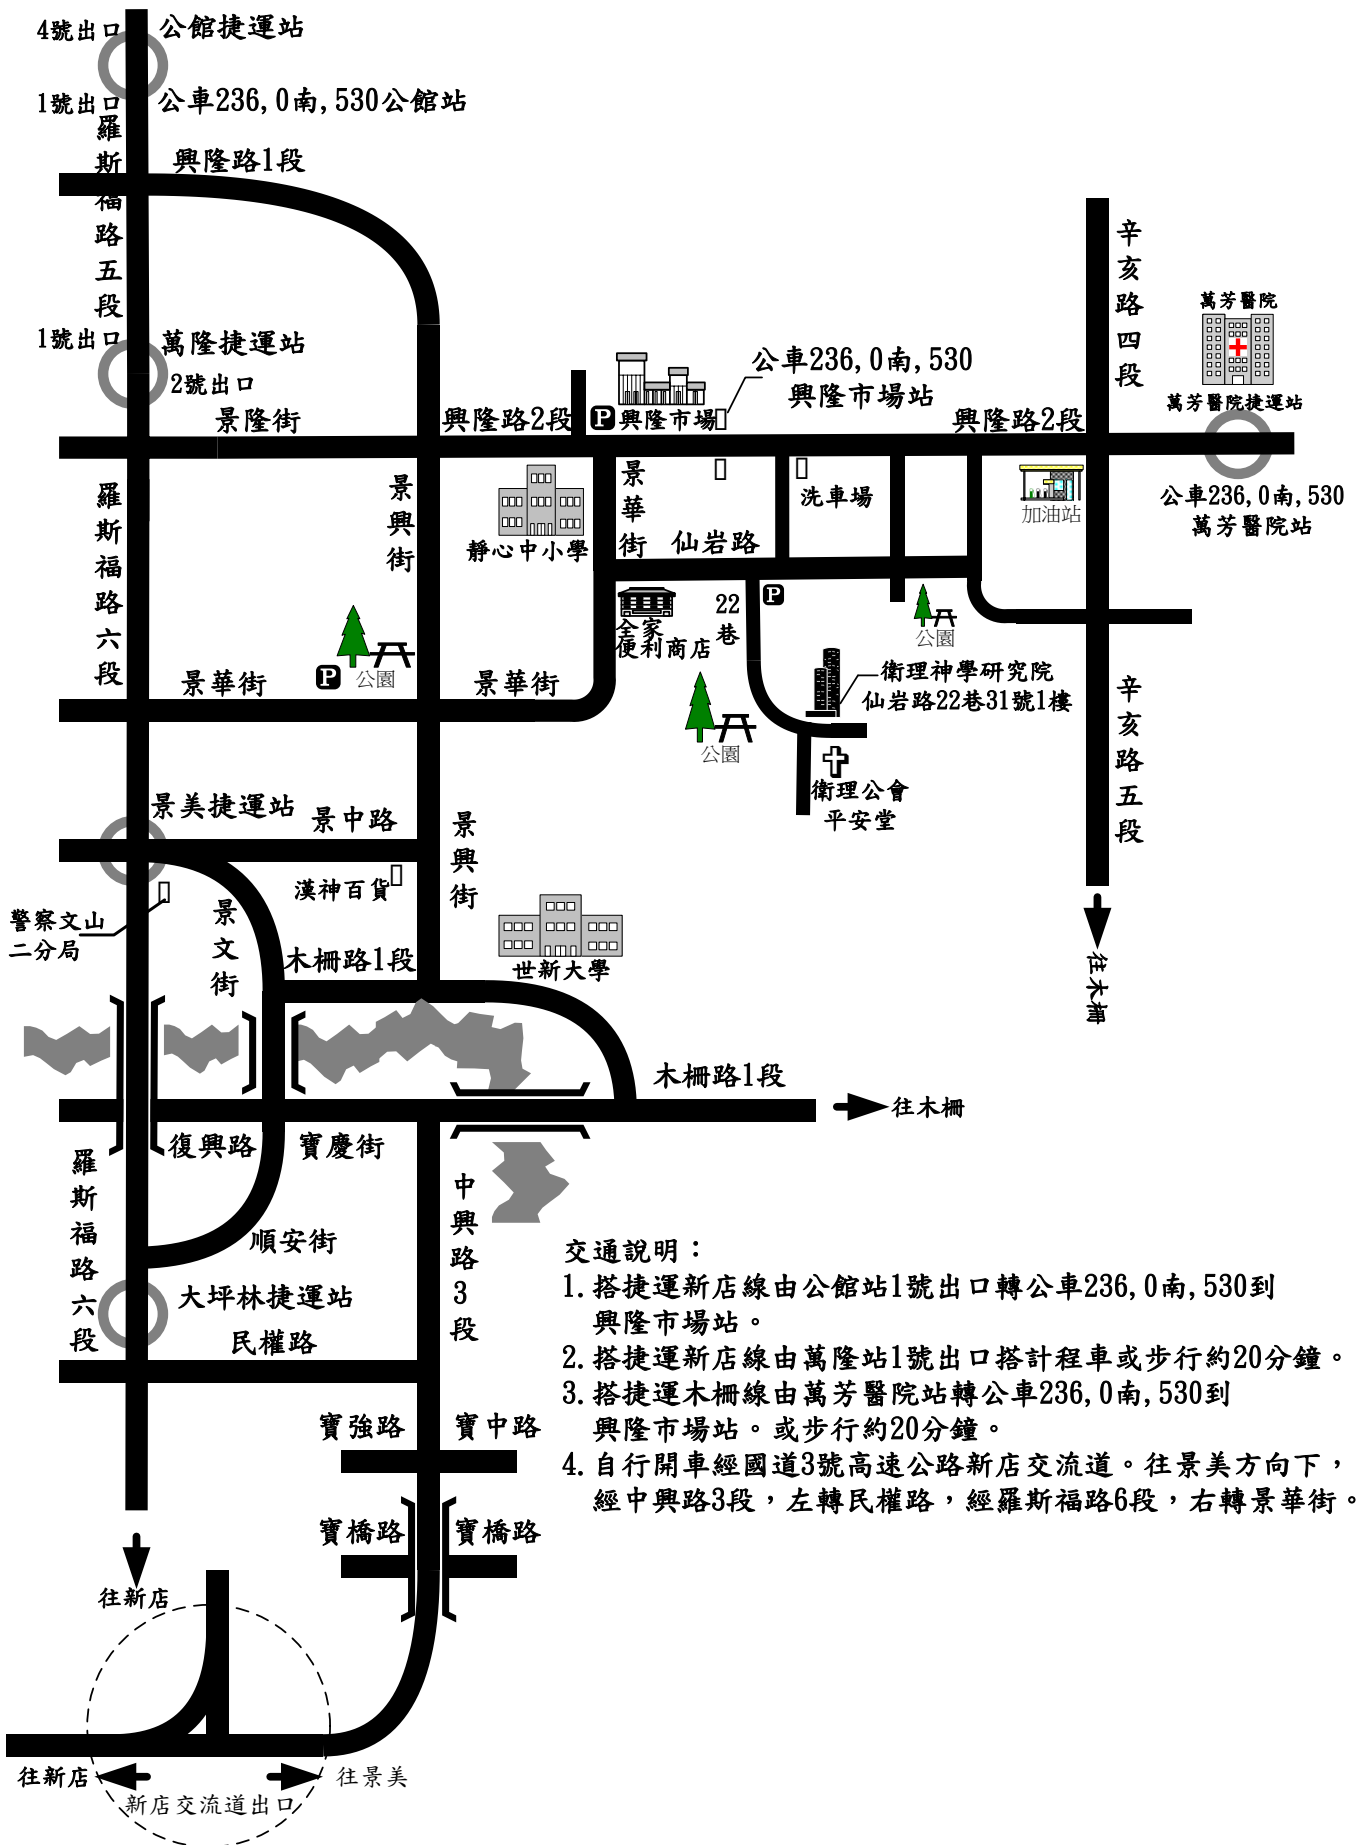 4號出口
公館捷運站
1號出口
公車236,0南,530公館站
羅斯福路五段
興隆路1段
辛亥路四段
萬芳醫院
1號出口
萬隆捷運站
2號出口
公車236,0南,530
興隆市場站
萬芳醫院捷運站
景隆街
興隆路2段
P
興隆市場
興隆路2段
羅斯福路六段
景興街
靜心中小學
景華街
仙岩路
洗車場
加油站
公車236,0南,530
萬芳醫院站
全家
便利商店
22
巷
P
公園
P
公園
景華街
景華街
公園
衛理神學研究院
仙岩路22巷31號1樓
辛亥路五段
衛理公會
平安堂
景美捷運站
景中路
景興街
漢神百貨
警察文山
二分局
景文街
木柵路1段
世新大學
往木柵
木柵路1段
往木柵
復興路
寶慶街
羅斯福路六段
中興路3段
順安街
大坪林捷運站
民權路
交通說明：
1.搭捷運新店線由公館站1號出口轉公車236,0南,530到
興隆市場站。
2.搭捷運新店線由萬隆站1號出口搭計程車或步行約20分鐘。
3.搭捷運木柵線由萬芳醫院站轉公車236,0南,530到
興隆市場站。或步行約20分鐘。
4.自行開車經國道3號高速公路新店交流道。往景美方向下，
經中興路3段，左轉民權路，經羅斯福路6段，右轉景華街。
寶強路
寶中路
寶橋路
寶橋路
往新店
往新店
往景美
新店交流道出口